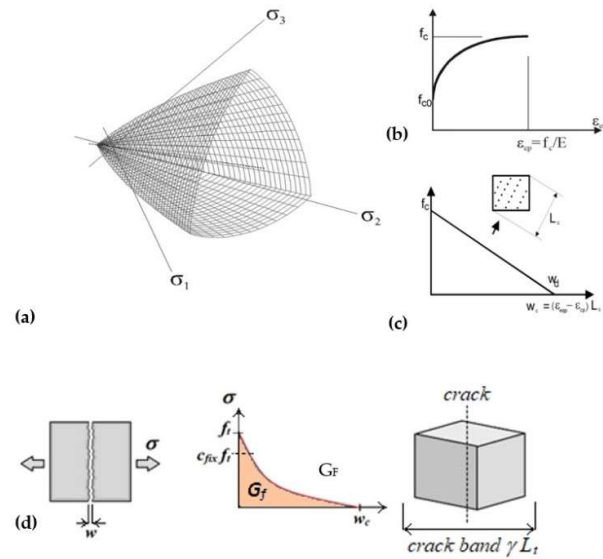 σ3
σ2
σ1
(a)
fc
fc0
εcp=fc/E
(b)
fc
Wd
(c)
σ
w
(d)
σ
ft
cfix ft
Gf
GF
wc
crack
crack band γ Lt